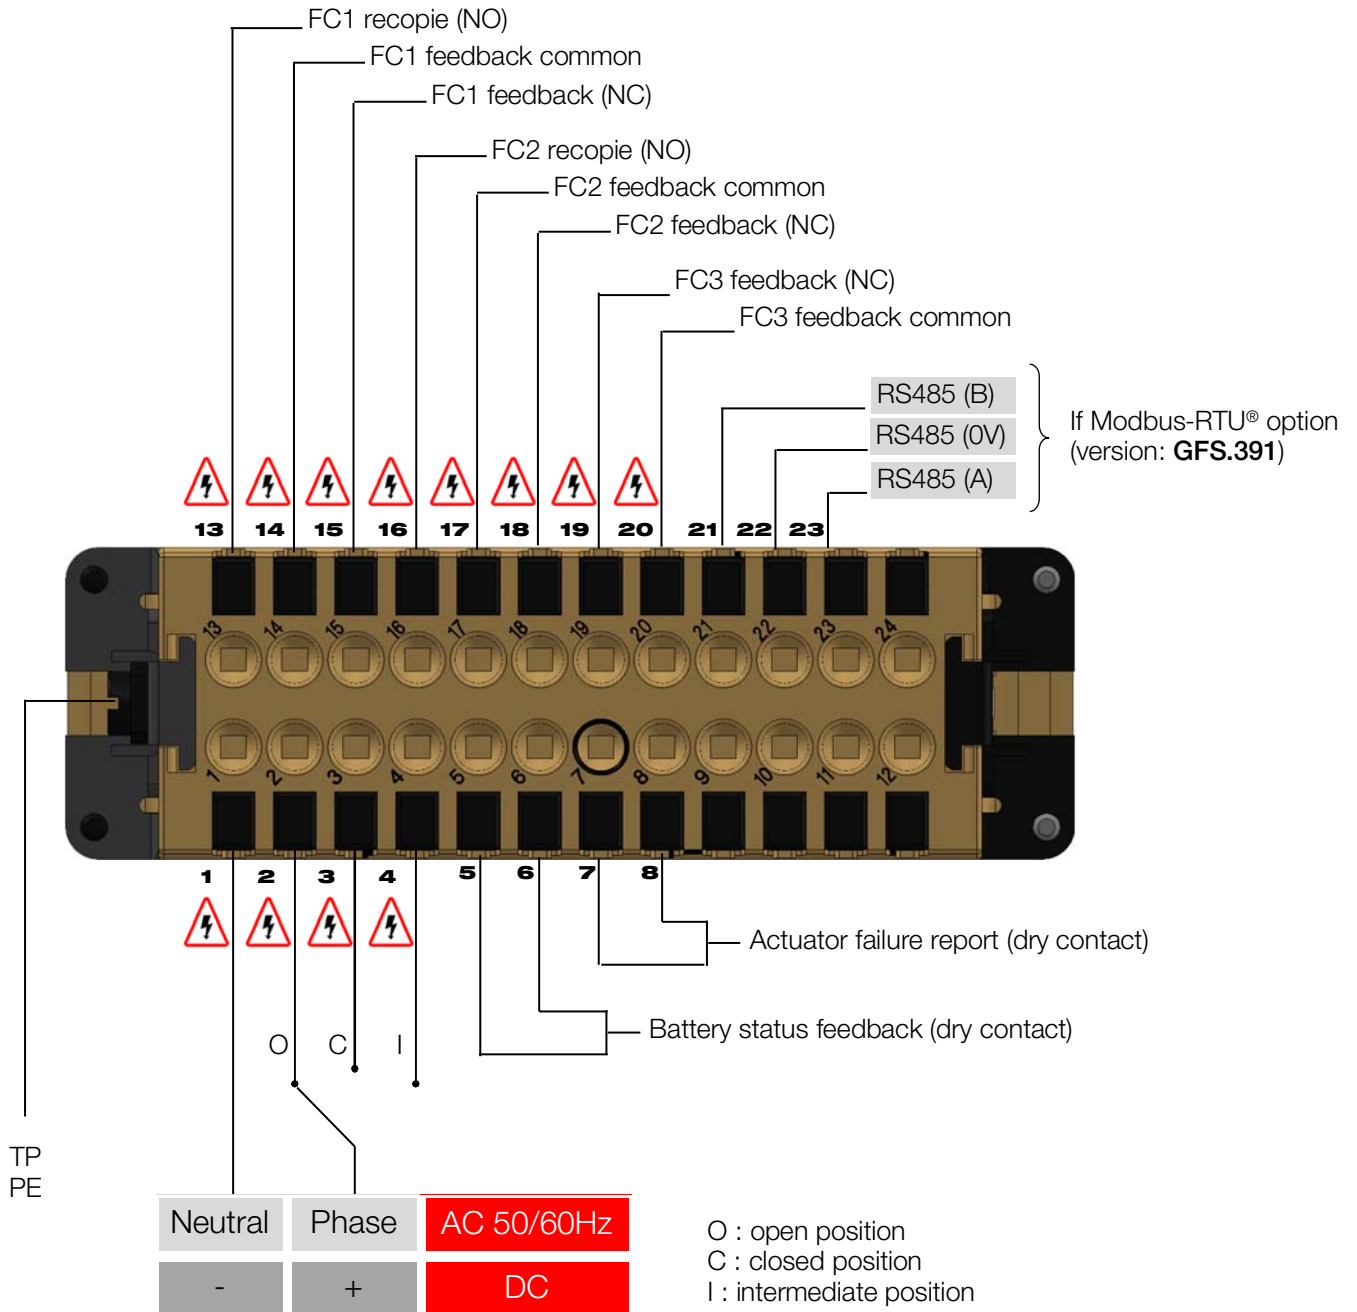 FC1 recopie (NO)
FC1 feedback common
FC1 feedback (NC)
FC2 recopie (NO)
FC2 feedback common
FC2 feedback (NC)
FC3 feedback (NC)
FC3 feedback common
RS485 (B)
RS485 (0V)
RS485 (A)
If Modbus-RTU® option
(version: GFS.391)
13 14 15 16 17 18 19 20 21 22 23
13 14 15 16 17 18 19 20 21 22 23 24
1 2 3 4 5 6 7 8 9 10 11 12
1 2 3 4 5 6 7 8
Actuator failure report (dry contact)
Battery status feedback (dry contact)
O C I
TP
PE
Neutral Phase AC 50/60Hz
- + DC
O : open position
C : closed position
I : intermediate position